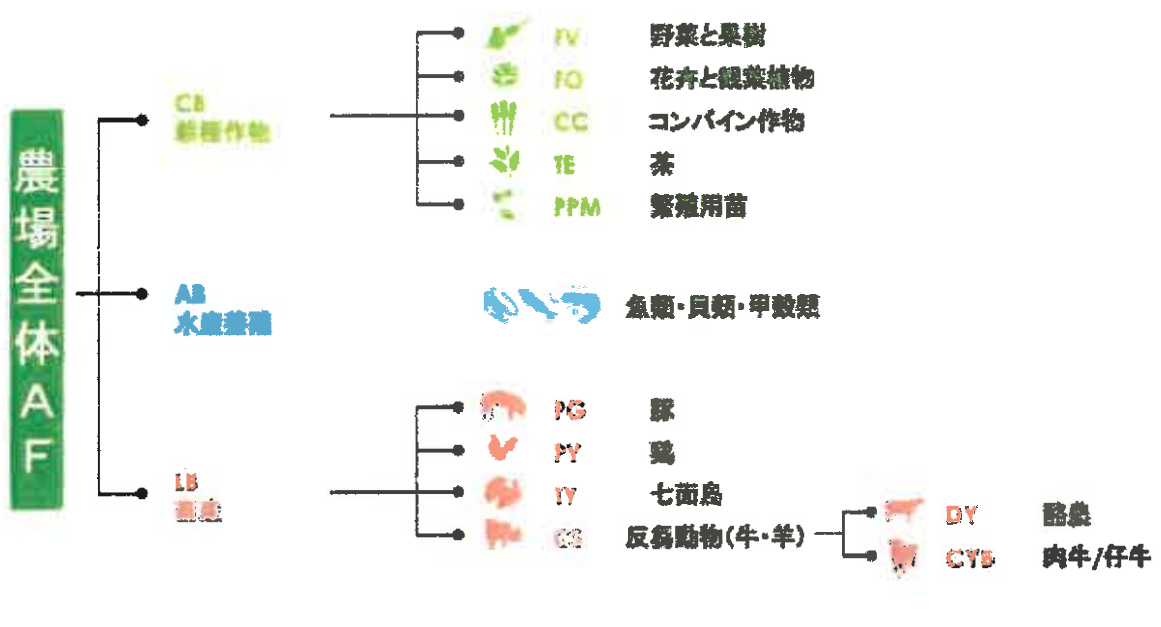 農場全体AF
CB
耕種作物
FV 野菜と果樹
FO 花卉と観葉植物
CC コンバイン作物
TE 茶
PPM 繁殖用苗
AB
水産養殖
魚類・貝類・甲殻類
LB
畜産
PG 豚
PY 鶏
TY 七面鳥
CS 反芻動物(牛・羊)
DY 酪農
CYB 肉牛/仔牛